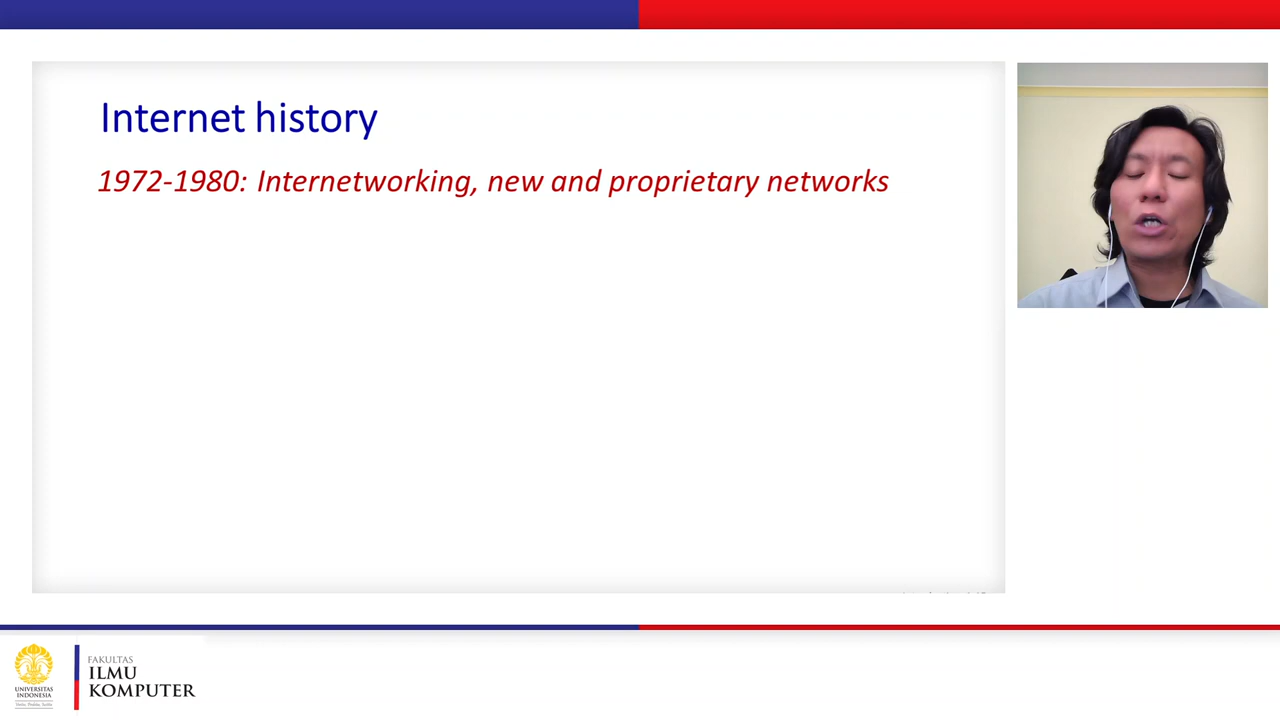 Internet history
1972-1980: Internetworking, new and proprietary networks
FAKULTAS
ILMU
KOMPUTER
UNIVERSITAS
INDONESIA